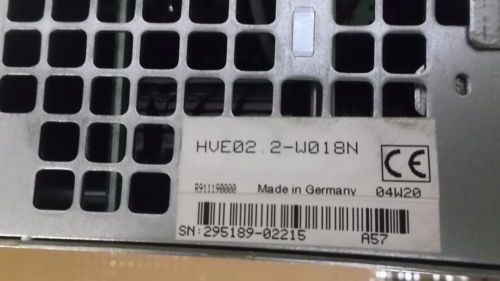 HVE02.2-W018N
CE
R911190000 Made in Germany 04W20
SN:295189-02215 A57